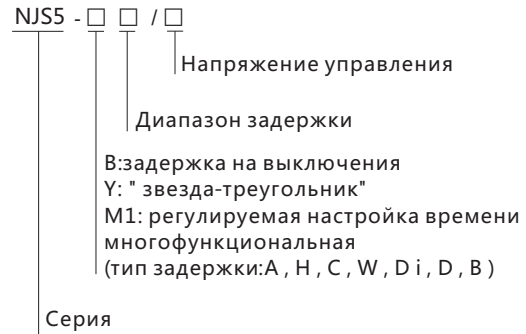 NJS5 - □ □ / □
Напряжение управления
Диапазон задержки
B:задержка на выключения
Y: " звезда-треугольник"
M1: регулируемая настройка времени
многофункциональная
(тип задержки:A , H , C , W , D i , D , B )
Серия